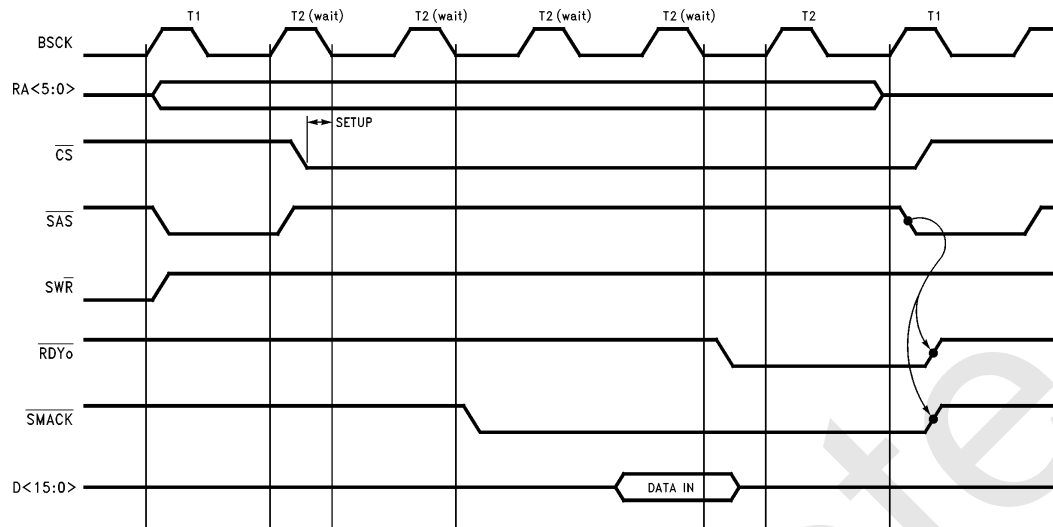 T1 T2 (wait) T2 (wait) T2 (wait) T2 (wait) T2 T1
BSCK
RA<5:0>
SETUP
CS
SAS
SWR
RDYo
SMACK
D<15:0> DATA IN
ete